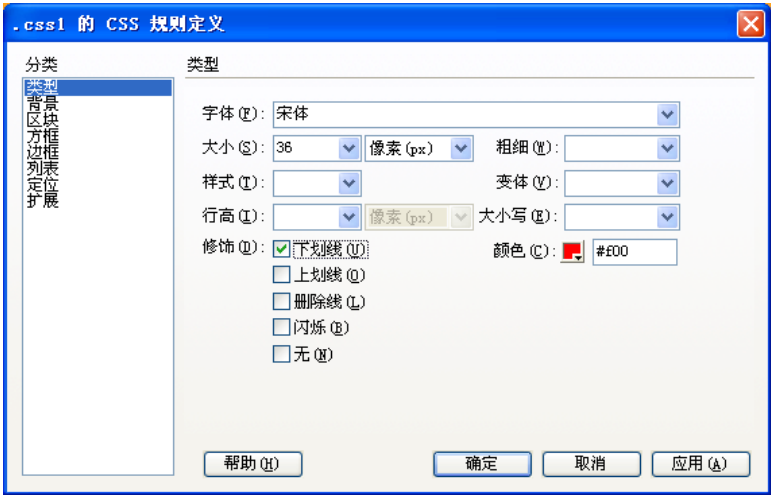 .css1 的 CSS 规则定义
分类
类型
类型
背景
区块
方框
边框
列表
定位
扩展
字体(F): 宋体
大小(S): 36 像素(px) 粗细(W):
样式(T): 变体(V):
行高(I): 像素(px) 大小写(R):
修饰(D): 下划线(U) 颜色(C): #f00
上划线(O)
删除线(L)
闪烁(B)
无(N)
帮助(H) 确定 取消 应用(A)